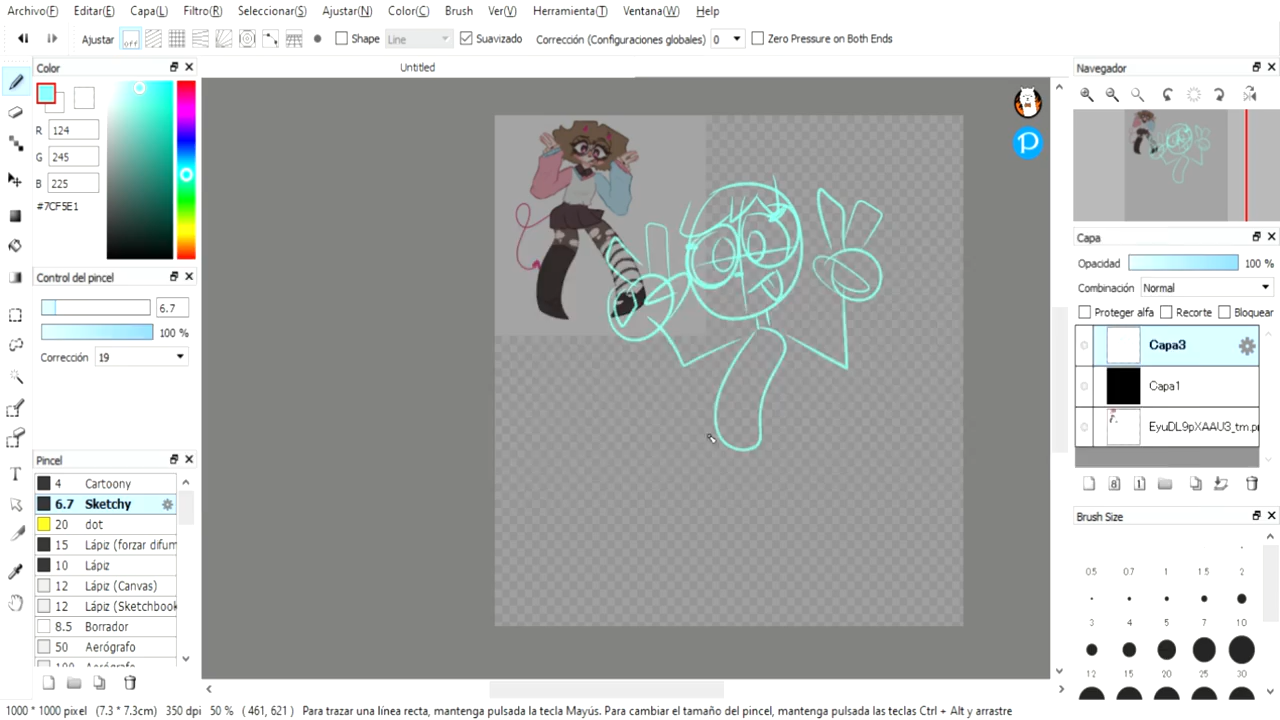 Archivo(F) Editar(E) Capa(L) Filtro(R) Seleccionar(S) Ajustar(N) Color(C) Brush Ver(V) Herramienta(T) Ventana(W) Help
Ajustar off Shape Line Suavizado Corrección (Configuraciones globales) 0 Zero Pressure on Both Ends
Color
R 124
G 245
B 225
#7CF5E1
Control del pincel
6.7
100 %
Corrección 19
Pincel
4 Cartoony
6.7 Sketchy
20 dot
15 Lápiz (forzar difum
10 Lápiz
12 Lápiz (Canvas)
12 Lápiz (Sketchbook
8.5 Borrador
50 Aerógrafo
100 Aerógrafo
Untitled
Navegador
Capa
Opacidad 100 %
Combinación Normal
Proteger alfa Recorte Bloquear
Capa3
Capa1
EyuDL9pXAAU3_tm.pn
8 1
Brush Size
0.5 0.7 1 1.5 2
3 4 5 7 10
12 15 20 25 30
1000 * 1000 pixel (7.3 * 7.3cm) 350 dpi 50 % ( 461, 621 ) Para trazar una línea recta, mantenga pulsada la tecla Mayús. Para cambiar el tamaño del pincel, mantenga pulsada las teclas Ctrl + Alt y arrastre